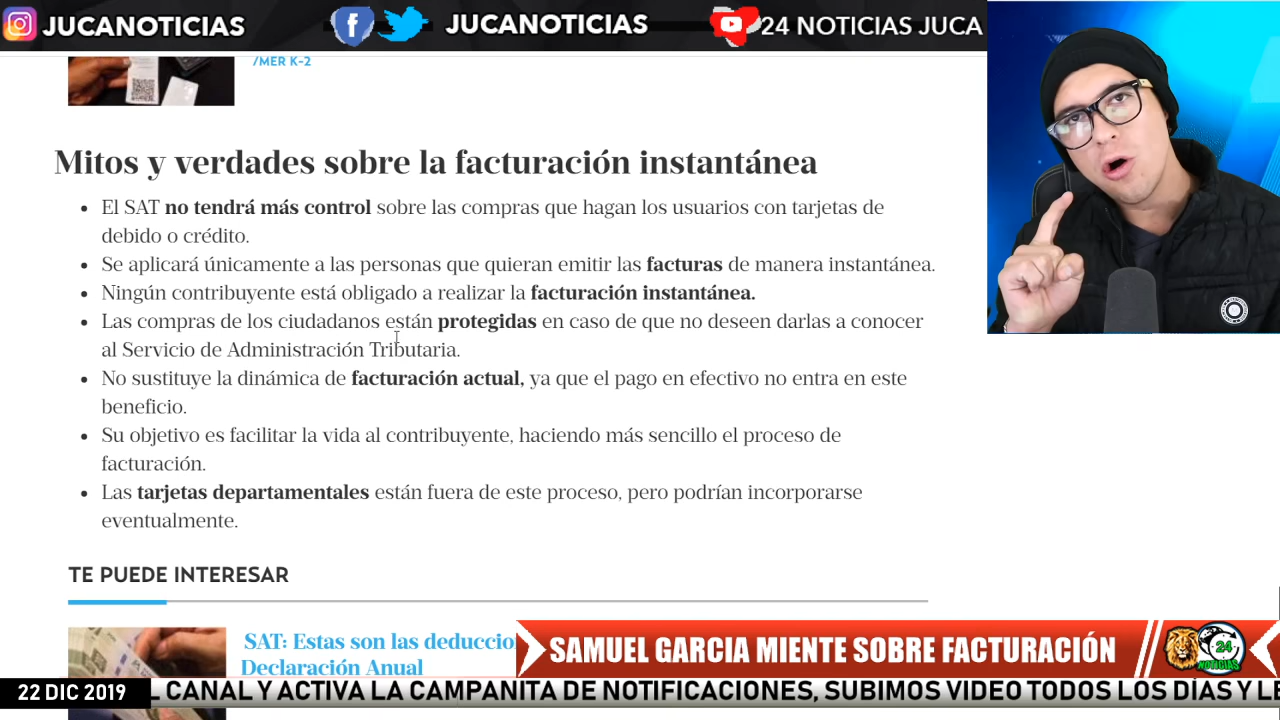 JUCANOTICIAS
JUCANOTICIAS
24 NOTICIAS JUCA
/MER K-2
Mitos y verdades sobre la facturación instantánea
• El SAT no tendrá más control sobre las compras que hagan los usuarios con tarjetas de
debido o crédito.
• Se aplicará únicamente a las personas que quieran emitir las facturas de manera instantánea.
• Ningún contribuyente está obligado a realizar la facturación instantánea.
• Las compras de los ciudadanos están protegidas en caso de que no deseen darlas a conocer
al Servicio de Administración Tributaria.
• No sustituye la dinámica de facturación actual, ya que el pago en efectivo no entra en este
beneficio.
• Su objetivo es facilitar la vida al contribuyente, haciendo más sencillo el proceso de
facturación.
• Las tarjetas departamentales están fuera de este proceso, pero podrían incorporarse
eventualmente.
TE PUEDE INTERESAR
SAT: Estas son las deduccio
Declaración Anual
SAMUEL GARCIA MIENTE SOBRE FACTURACIÓN
24
NOTICIAS
22 DIC 2019
L CANAL Y ACTIVA LA CAMPANITA DE NOTIFICACIONES, SUBIMOS VIDEO TODOS LOS DÍAS Y LE